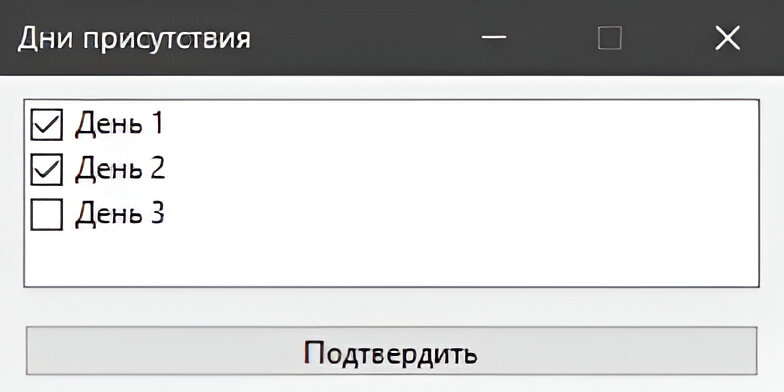 Дни присутствия
День 1
День 2
День 3
Подтвердить